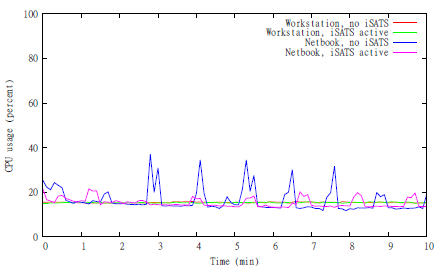 Workstation, no iSATS
Workstation, iSATS active
Netbook, no iSATS
Netbook, iSATS active
CPU usage (percent)
100
80
60
40
20
0
0 1 2 3 4 5 6 7 8 9 10
Time (min)